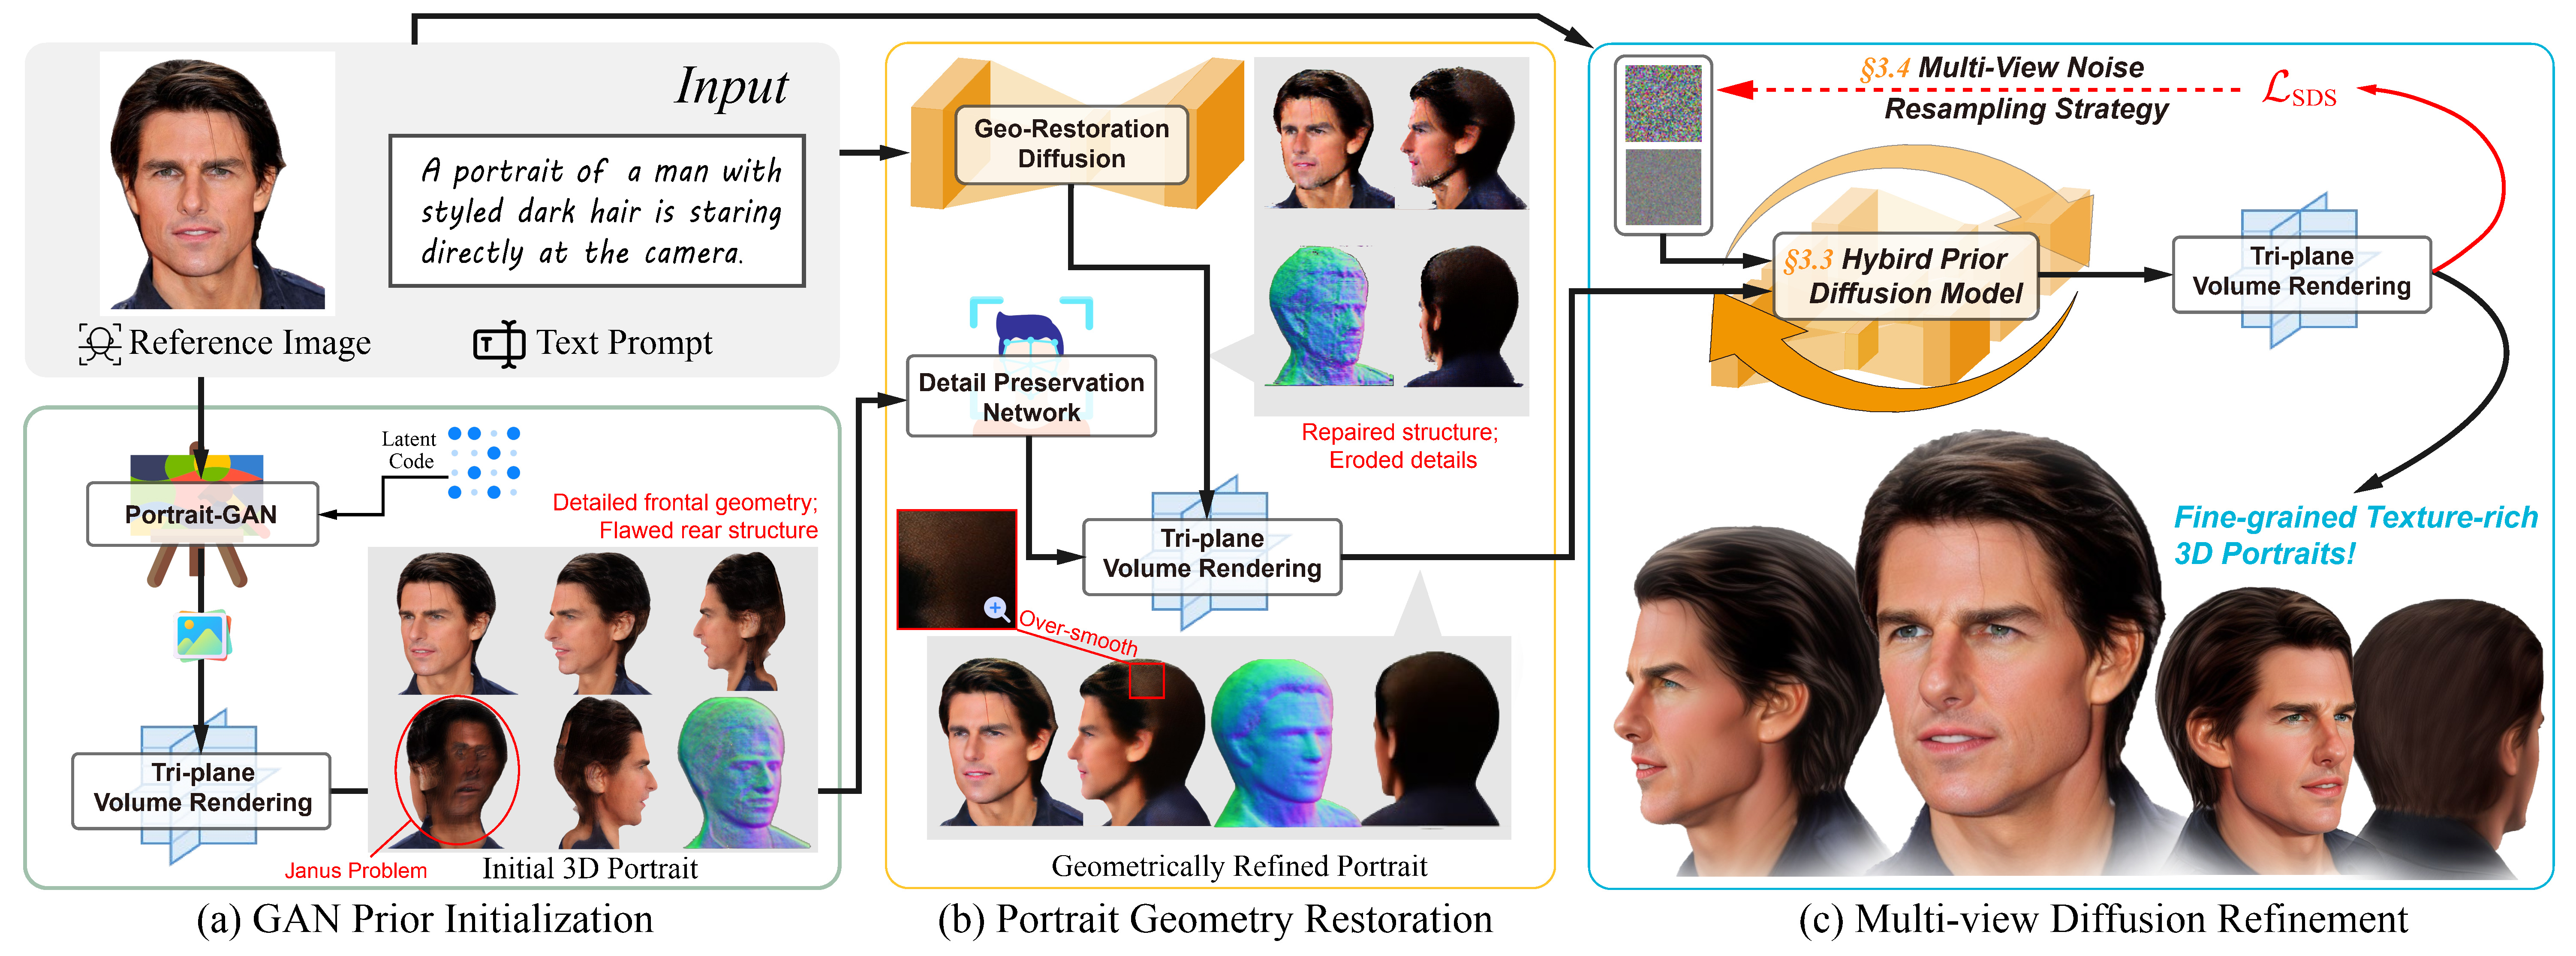 Input
A portrait of a man with
styled dark hair is staring
directly at the camera.
Reference Image
T
Text Prompt
Latent
Code
Portrait-GAN
Detailed frontal geometry;
Flawed rear structure
Tri-plane
Volume Rendering
Janus Problem
Initial 3D Portrait
(a) GAN Prior Initialization
Geo-Restoration
Diffusion
Detail Preservation
Network
Repaired structure;
Eroded details
Tri-plane
Volume Rendering
Over-smooth
Geometrically Refined Portrait
(b) Portrait Geometry Restoration
§3.4 Multi-View Noise
Resampling Strategy
ℒSDS
§3.3 Hybird Prior
Diffusion Model
Tri-plane
Volume Rendering
Fine-grained Texture-rich
3D Portraits!
(c) Multi-view Diffusion Refinement